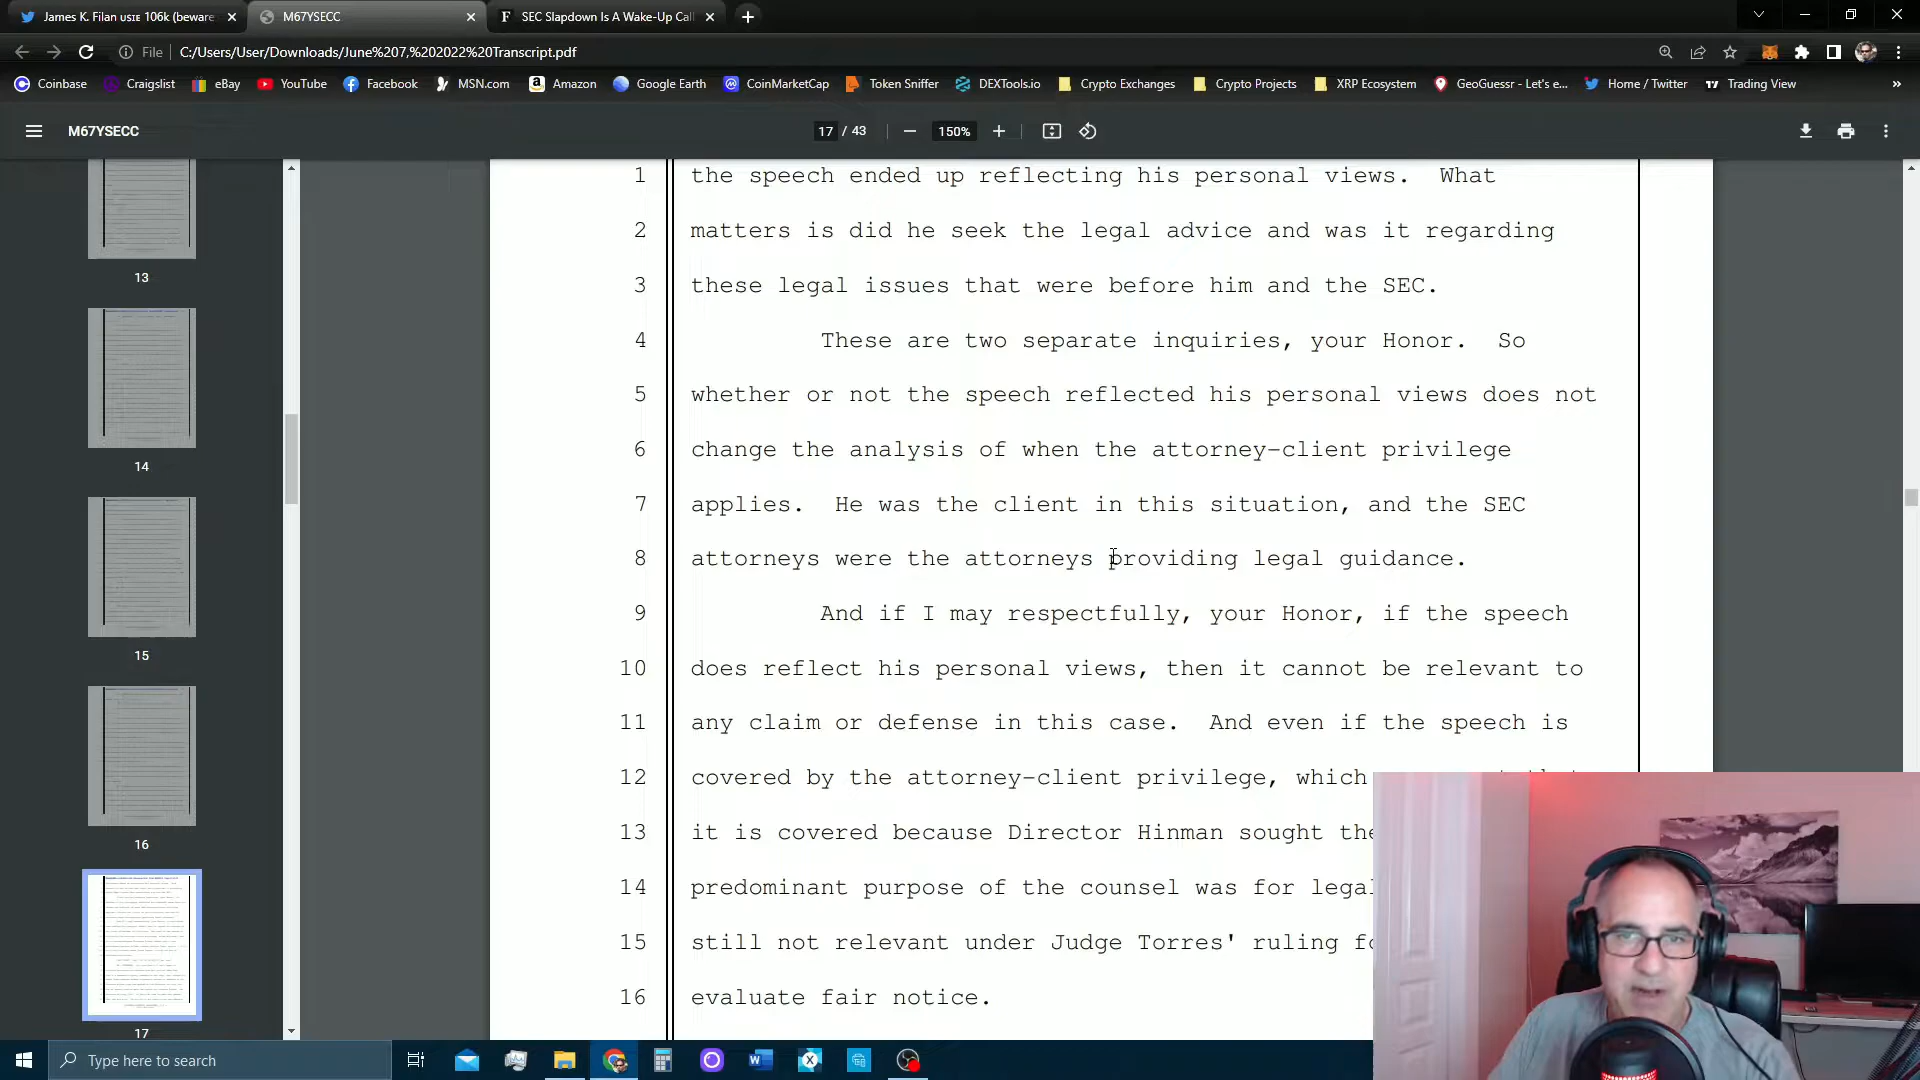 James K. Filan ᴜsɪᴇ 106k (beware
M67YSECC
SEC Slapdown Is A Wake-Up Call
File
C:/Users/User/Downloads/June%207,%202022%20Transcript.pdf
Coinbase
Craigslist
eBay
YouTube
Facebook
MSN.com
Amazon
Google Earth
CoinMarketCap
Token Sniffer
DEXTools.io
Crypto Exchanges
Crypto Projects
XRP Ecosystem
GeoGuessr - Let's e...
Home / Twitter
Trading View
M67YSECC
17 / 43
150%
13
14
15
16
17
1 the speech ended up reflecting his personal views. What
2 matters is did he seek the legal advice and was it regarding
3 these legal issues that were before him and the SEC.
4 These are two separate inquiries, your Honor. So
5 whether or not the speech reflected his personal views does not
6 change the analysis of when the attorney-client privilege
7 applies. He was the client in this situation, and the SEC
8 attorneys were the attorneys providing legal guidance.
9 And if I may respectfully, your Honor, if the speech
10 does reflect his personal views, then it cannot be relevant to
11 any claim or defense in this case. And even if the speech is
12 covered by the attorney-client privilege, which
13 it is covered because Director Hinman sought the
14 predominant purpose of the counsel was for legal
15 still not relevant under Judge Torres' ruling
16 evaluate fair notice.
Type here to search